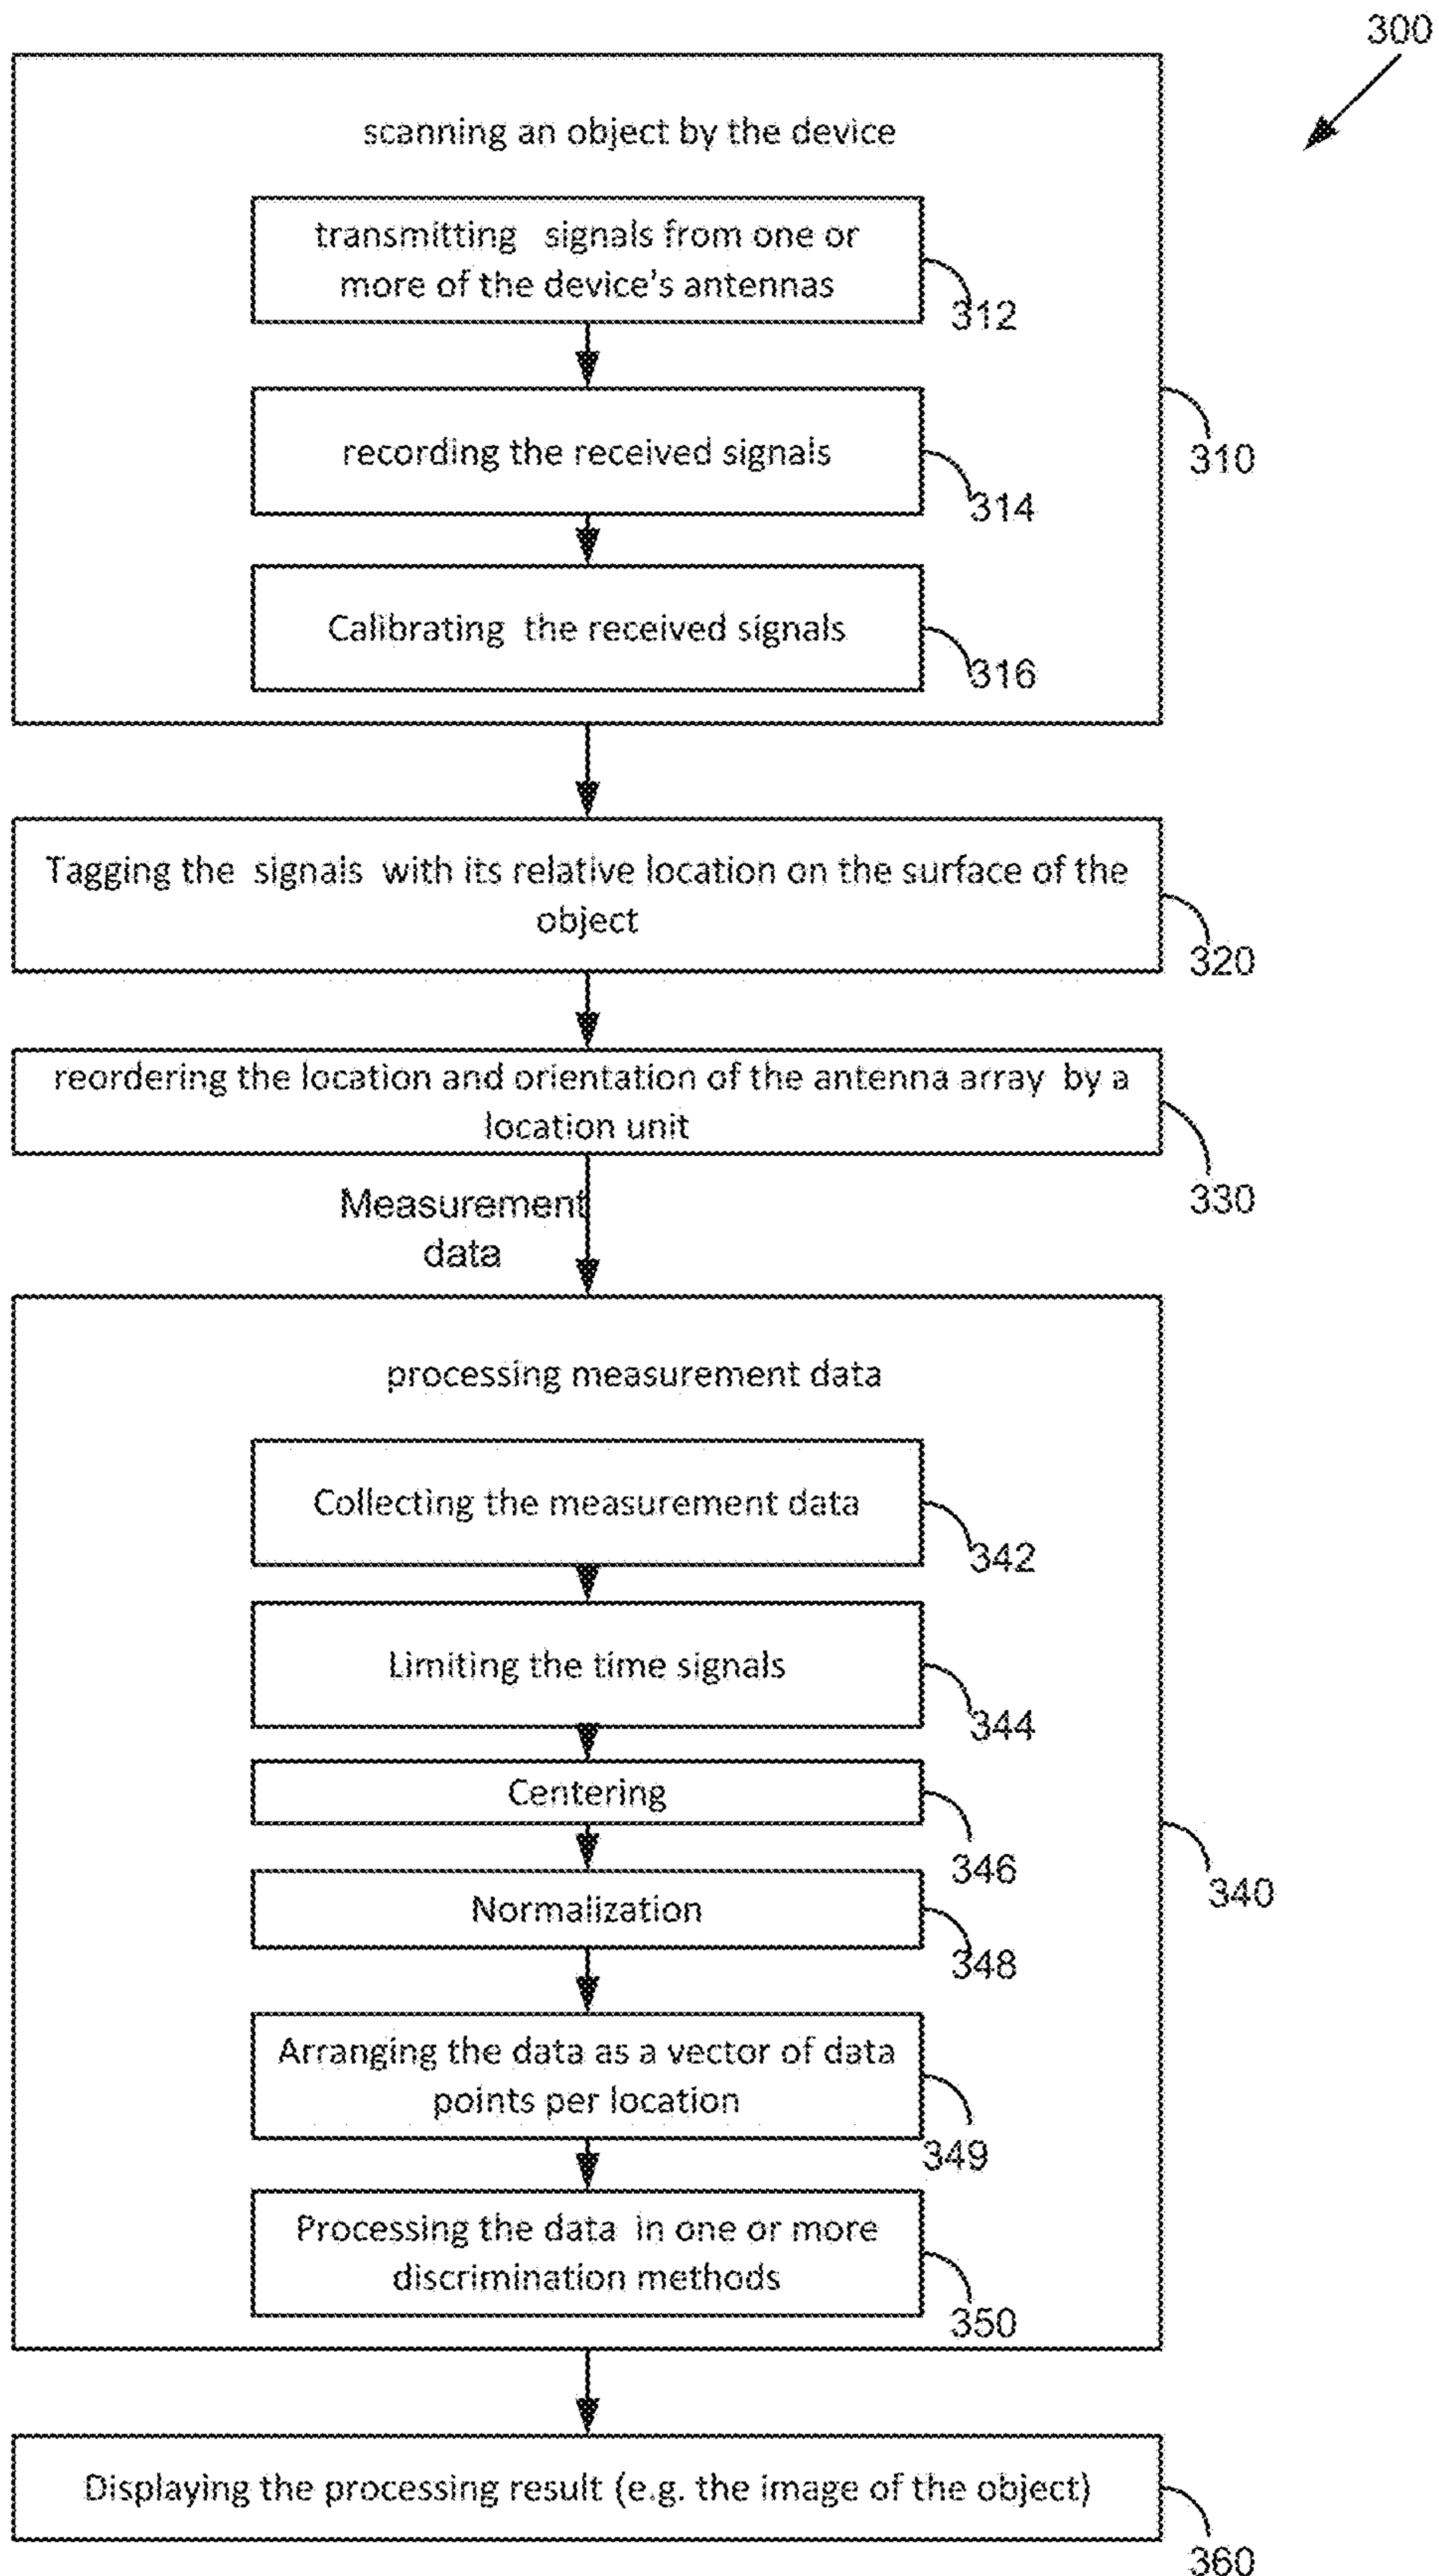 300
scanning an object by the device
transmitting signals from one or
more of the device's antennas
312
recording the received signals
314
310
Calibrating the received signals
316
Tagging the signals with its relative location on the surface of the
object
320
reordering the location and orientation of the antenna array by a
location unit
330
Measurement
data
processing measurement data
Collecting the measurement data
342
Limiting the time signals
344
Centering
346
340
Normalization
348
Arranging the data as a vector of data
points per location
349
Processing the data in one or more
discrimination methods
350
Displaying the processing result (e.g. the image of the object)
360